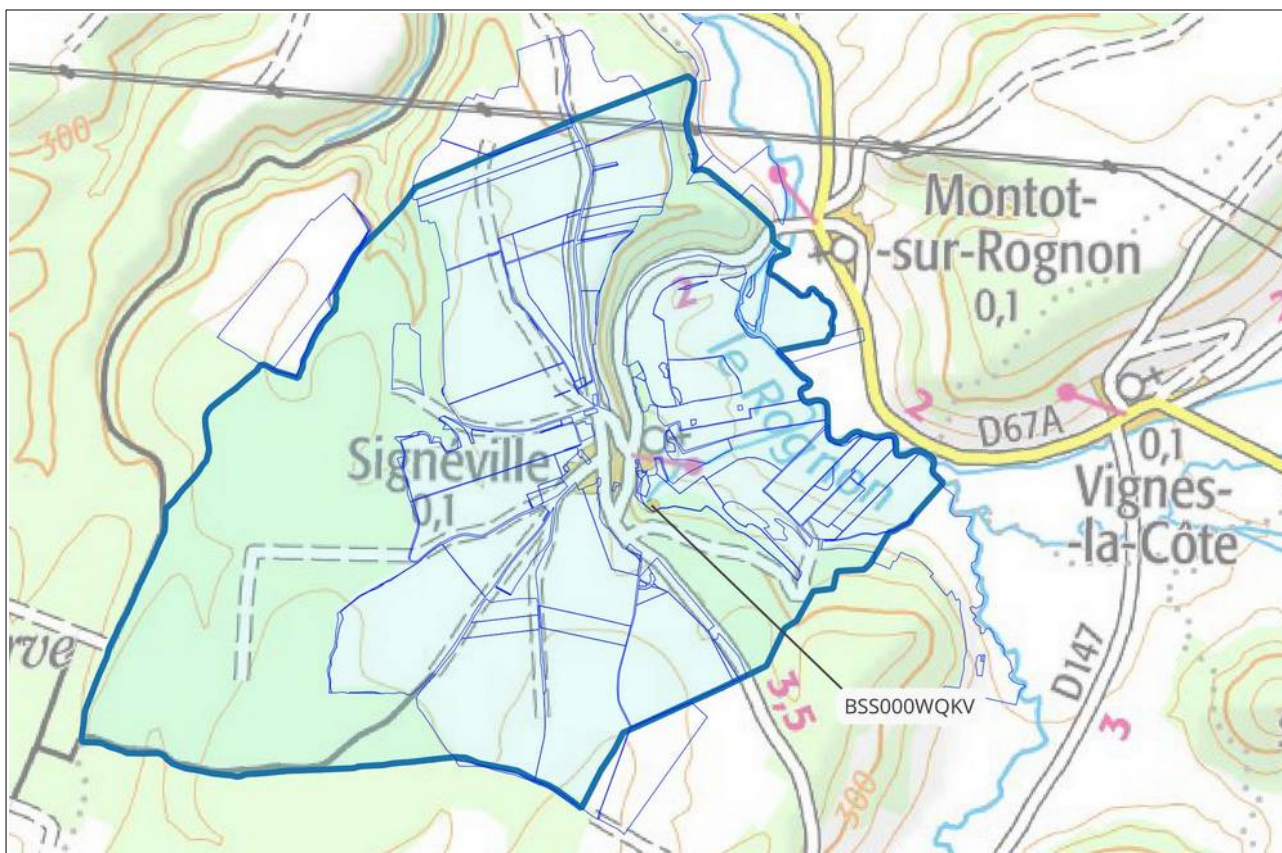 300
Montot-
-sur-Rognon
0,1
2
le Rognon
2
D67A
Signéville
0,1
0,1
Vignes-
-la-Côte
rve
BSS000WQKV
3,5
D147
3
300